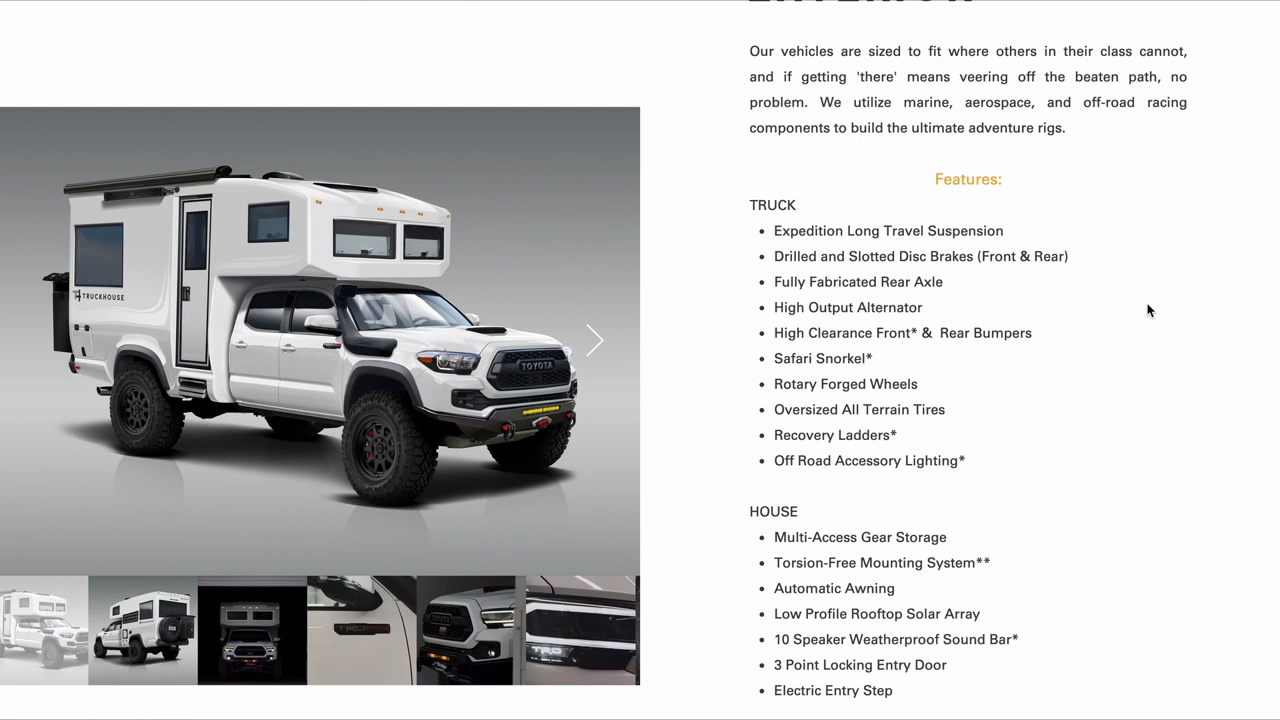 Our vehicles are sized to fit where others in their class cannot,
and if getting 'there' means veering off the beaten path, no
problem. We utilize marine, aerospace, and off-road racing
components to build the ultimate adventure rigs.
Features:
TRUCK
• Expedition Long Travel Suspension
• Drilled and Slotted Disc Brakes (Front & Rear)
• Fully Fabricated Rear Axle
• High Output Alternator
• High Clearance Front* & Rear Bumpers
• Safari Snorkel*
• Rotary Forged Wheels
• Oversized All Terrain Tires
• Recovery Ladders*
• Off Road Accessory Lighting*
HOUSE
• Multi-Access Gear Storage
• Torsion-Free Mounting System**
• Automatic Awning
• Low Profile Rooftop Solar Array
• 10 Speaker Weatherproof Sound Bar*
• 3 Point Locking Entry Door
• Electric Entry Step
TRUCKHOUSE
TOYOTA